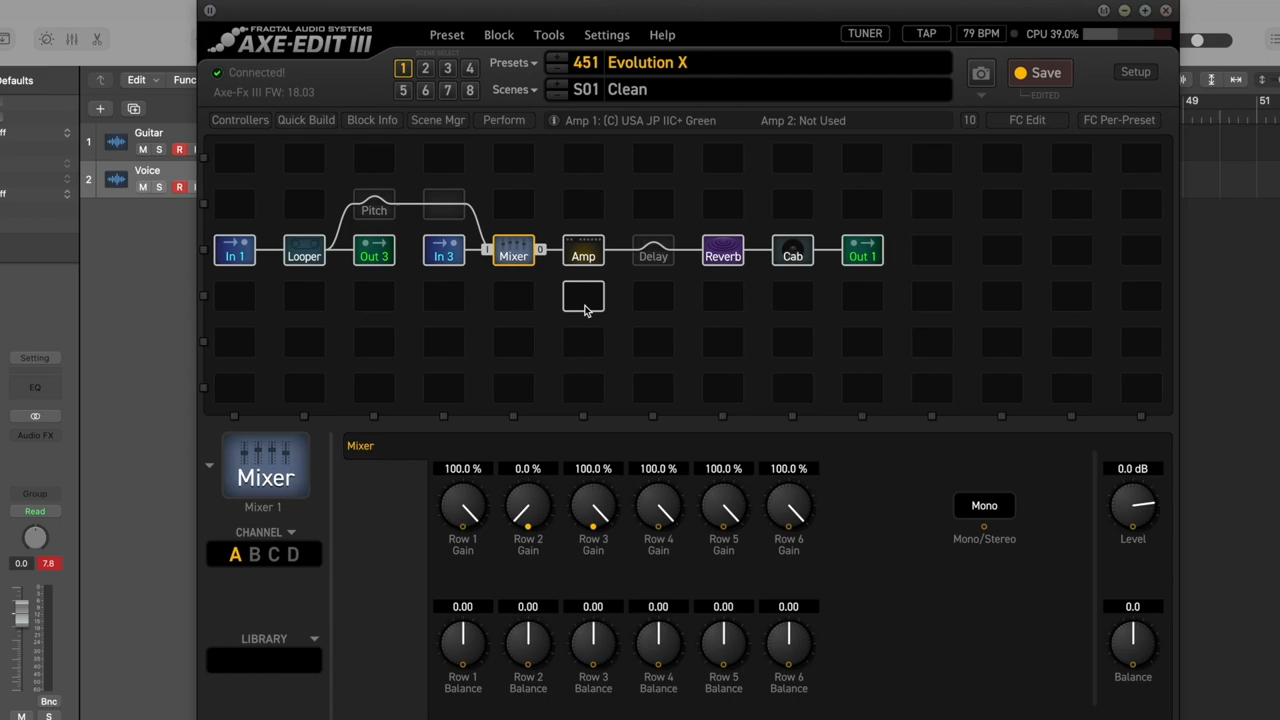 FRACTAL AUDIO SYSTEMS
AXE-EDIT III
Preset Block Tools Settings Help
TUNER TAP 79 BPM CPU 39.0%
Connected!
Axe-Fx III FW: 18.03
SCENE SELECT
1 2 3 4
5 6 7 8
Presets
451 Evolution X
Scenes
S01 Clean
Save
EDITED
Setup
Controllers Quick Build Block Info Scene Mgr Perform
Amp 1: (C) USA JP IIC+ Green Amp 2: Not Used
10 FC Edit FC Per-Preset
Defaults
Edit Func
49 51
1 Guitar
M S R I
2 Voice
M S R I
Pitch
In 1 Looper Out 3 In 3 I Mixer O Amp Delay Reverb Cab Out 1
Setting
EQ
Audio FX
Group
Read
0.0 7.8
Bnc
M S
Mixer
Mixer 1
CHANNEL
A B C D
LIBRARY
Mixer
100.0 % 0.0 % 100.0 % 100.0 % 100.0 % 100.0 %
Row 1 Gain Row 2 Gain Row 3 Gain Row 4 Gain Row 5 Gain Row 6 Gain
Mono
Mono/Stereo
0.0 dB
Level
0.00 0.00 0.00 0.00 0.00 0.00
Row 1 Balance Row 2 Balance Row 3 Balance Row 4 Balance Row 5 Balance Row 6 Balance
0.0
Balance